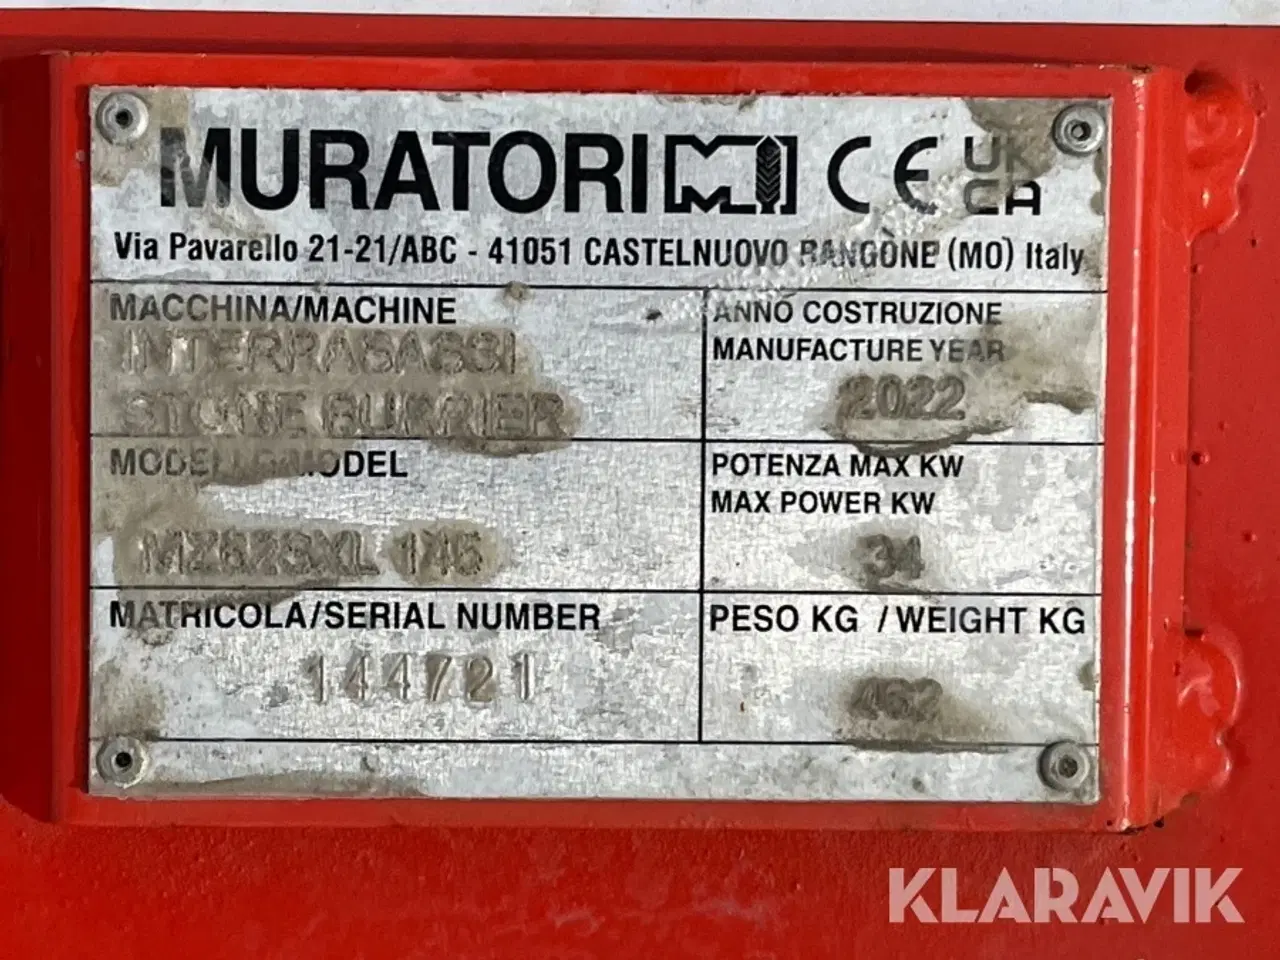 MURATORI MI CE UK
CA
Via Pavarello 21-21/ABC - 41051 CASTELNUOVO RANGONE (MO) Italy
MACCHINA/MACHINE
INTERRASASSI
STONE BURRIER
ANNO COSTRUZIONE
MANUFACTURE YEAR
2022
MODELLO/MODEL
145
POTENZA MAX KW
MAX POWER KW
34
MATRICOLA/SERIAL NUMBER
144721
PESO KG / WEIGHT KG
462
KLARAVIK